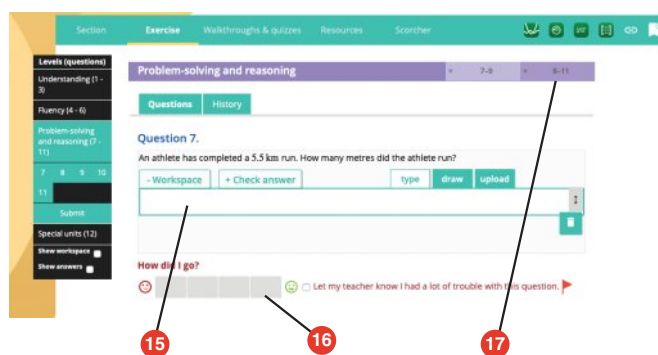 Section Exercise Walkthroughs & quizzes Resources Scorcher
Levels (questions)
Understanding (1 -
3)
Fluency (4 - 6)
Problem-solving
and reasoning (7 -
11)
7 8 9 10
11
Submit
Special units (12)
Show workspace
Show answers
Problem-solving and reasoning 7-9 8-11
Questions History
Question 7.
An athlete has completed a 5.5 km run. How many metres did the athlete run?
- Workspace + Check answer type draw upload
How did I go?
Let my teacher know I had a lot of trouble with this question.
15 16 17